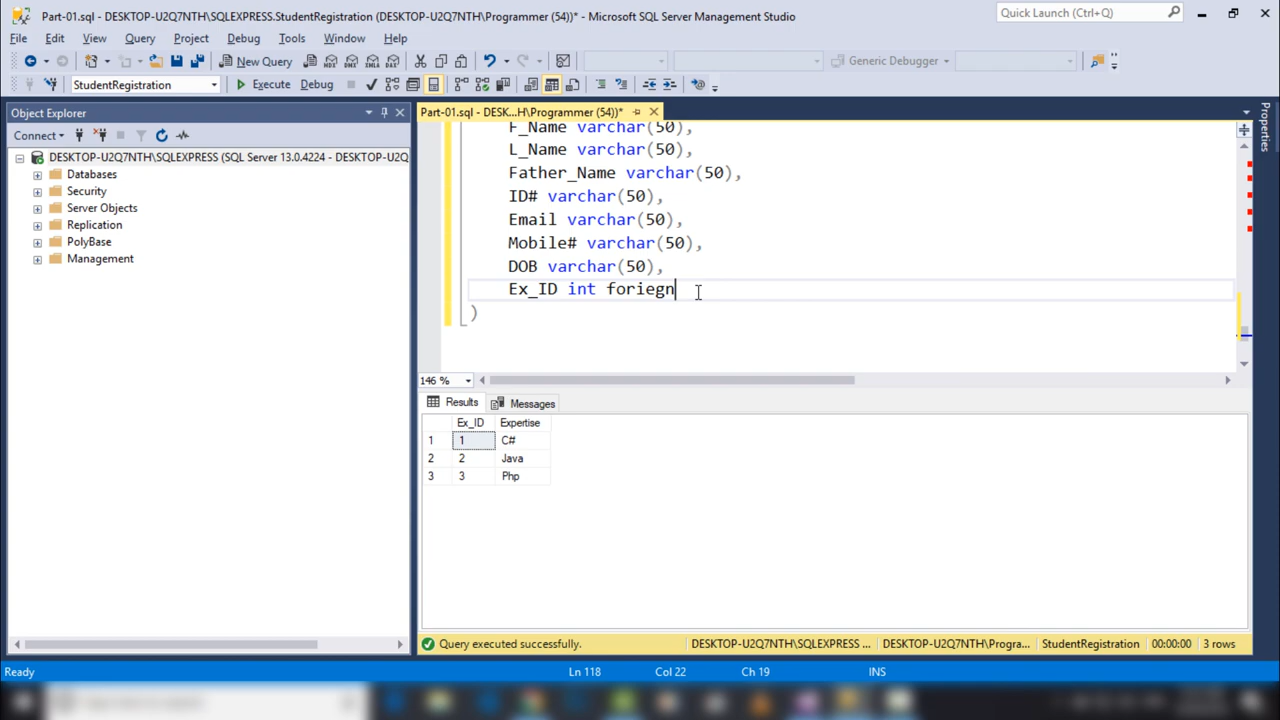 Part-01.sql - DESKTOP-U2Q7NTH\SQLEXPRESS.StudentRegistration (DESKTOP-U2Q7NTH\Programmer (54))* - Microsoft SQL Server Management Studio
Quick Launch (Ctrl+Q)
File Edit View Query Project Debug Tools Window Help
New Query
Generic Debugger
StudentRegistration
Execute Debug
Object Explorer
Part-01.sql - DESK...H\Programmer (54))*
Properties
Connect
DESKTOP-U2Q7NTH\SQLEXPRESS (SQL Server 13.0.4224 - DESKTOP-U2Q
Databases
Security
Server Objects
Replication
PolyBase
Management
F_Name varchar(50),
L_Name varchar(50),
Father_Name varchar(50),
ID# varchar(50),
Email varchar(50),
Mobile# varchar(50),
DOB varchar(50),
Ex_ID int foriegn
)
146 %
Results Messages
Ex_ID Expertise
1 1 C#
2 2 Java
3 3 Php
Query executed successfully. DESKTOP-U2Q7NTH\SQLEXPRESS ... DESKTOP-U2Q7NTH\Progra... StudentRegistration 00:00:00 3 rows
Ready Ln 118 Col 22 Ch 19 INS